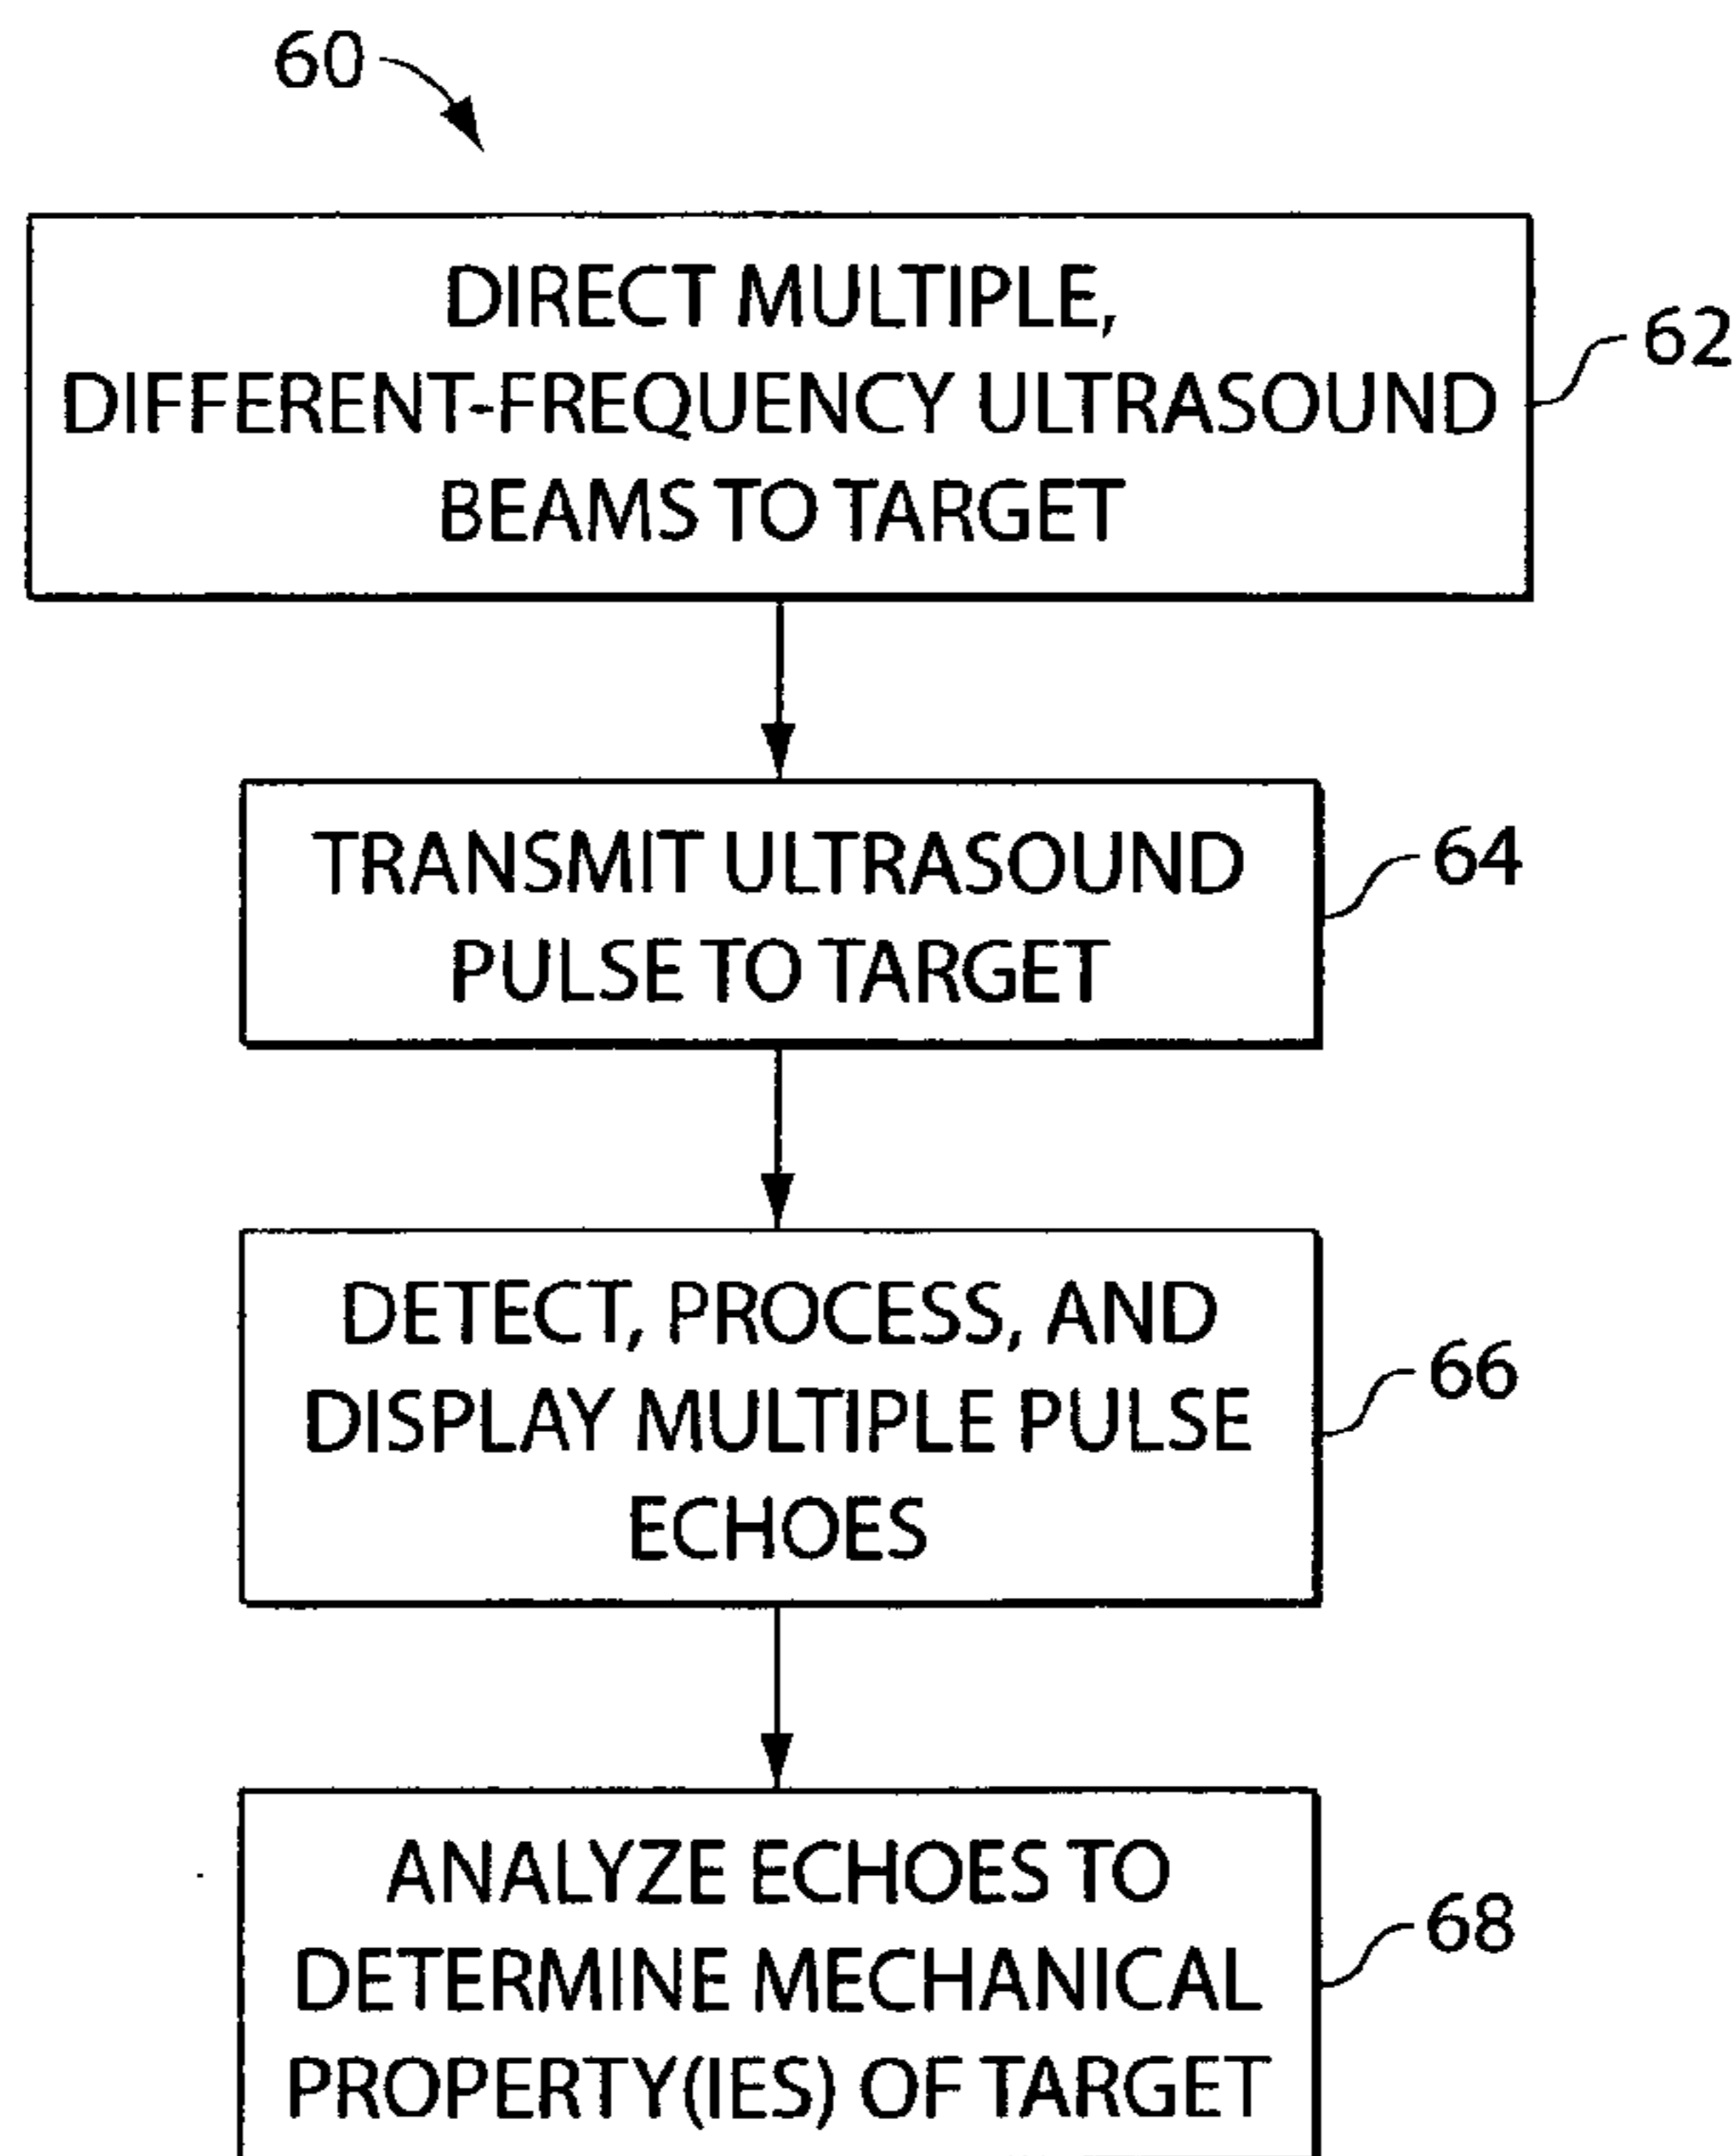 60
DIRECT MULTIPLE,
DIFFERENT-FREQUENCY ULTRASOUND
BEAMS TO TARGET
62
TRANSMIT ULTRASOUND
PULSE TO TARGET
64
DETECT, PROCESS, AND
DISPLAY MULTIPLE PULSE
ECHOES
66
ANALYZE ECHOES TO
DETERMINE MECHANICAL
PROPERTY(IES) OF TARGET
68